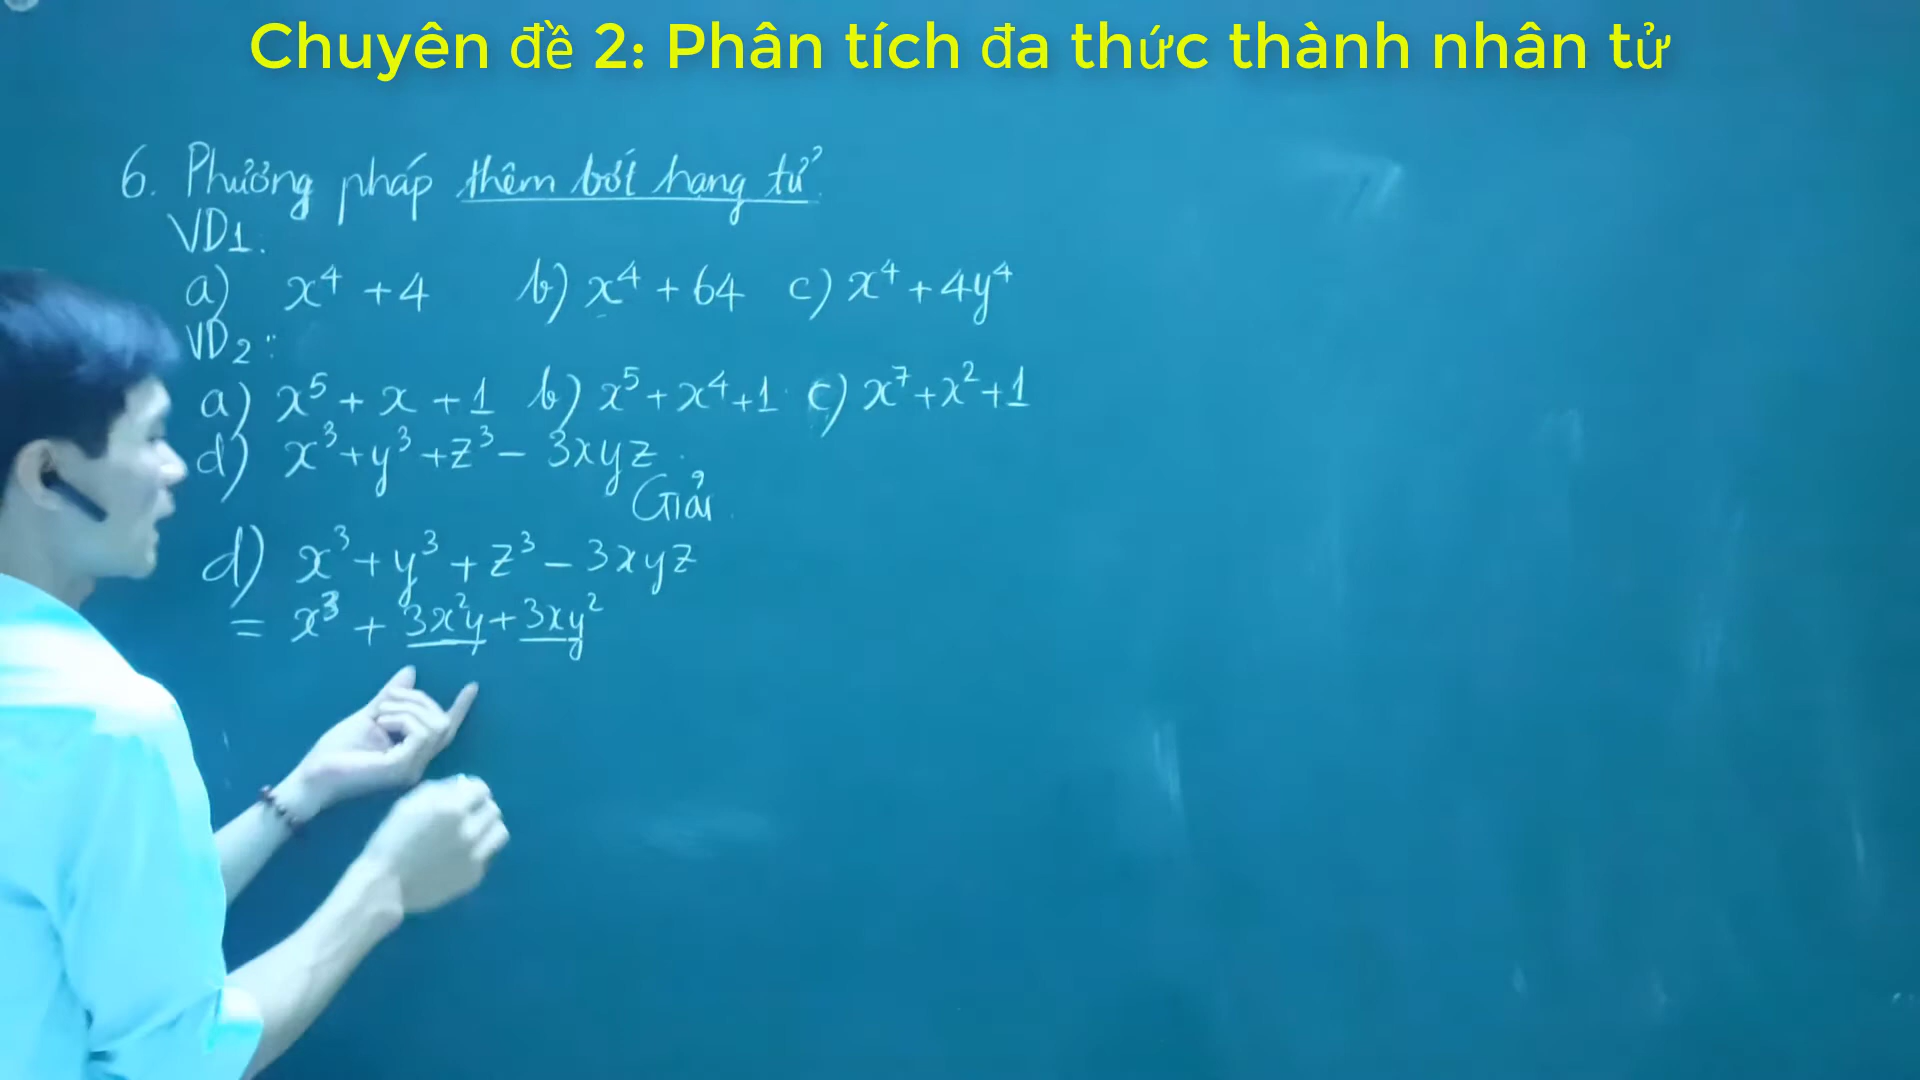 Chuyên đề 2: Phân tích đa thức thành nhân tử
6. Phương pháp thêm bớt hạng tử.
VD1.
a) x⁴ + 4 b) x⁴ + 64 c) x⁴ + 4y⁴
VD2:
a) x⁵ + x + 1 b) x⁵ + x⁴ + 1. c) x⁷ + x² + 1
d) x³ + y³ + z³ - 3xyz.
Giải.
d) x³ + y³ + z³ - 3xyz
= x³ + 3x²y + 3xy²